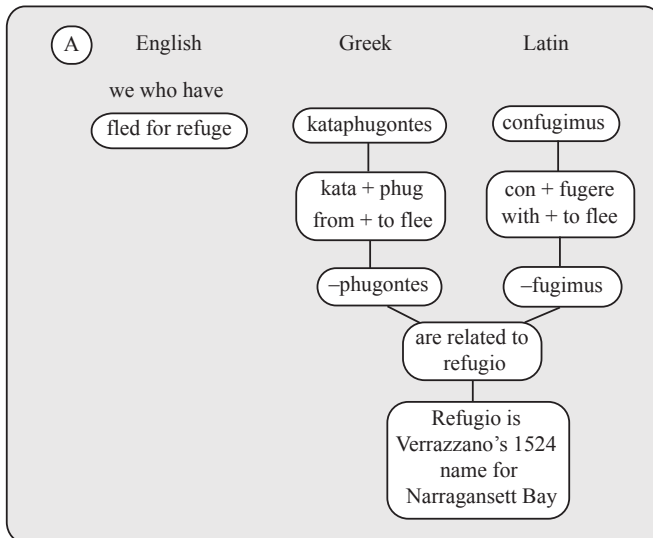 A
English
Greek
Latin
we who have
fled for refuge
kataphugontes
confugimus
kata + phug
from + to flee
con + fugere
with + to flee
–phugontes
–fugimus
are related to
refugio
Refugio is
Verrazzano’s 1524
name for
Narragansett Bay